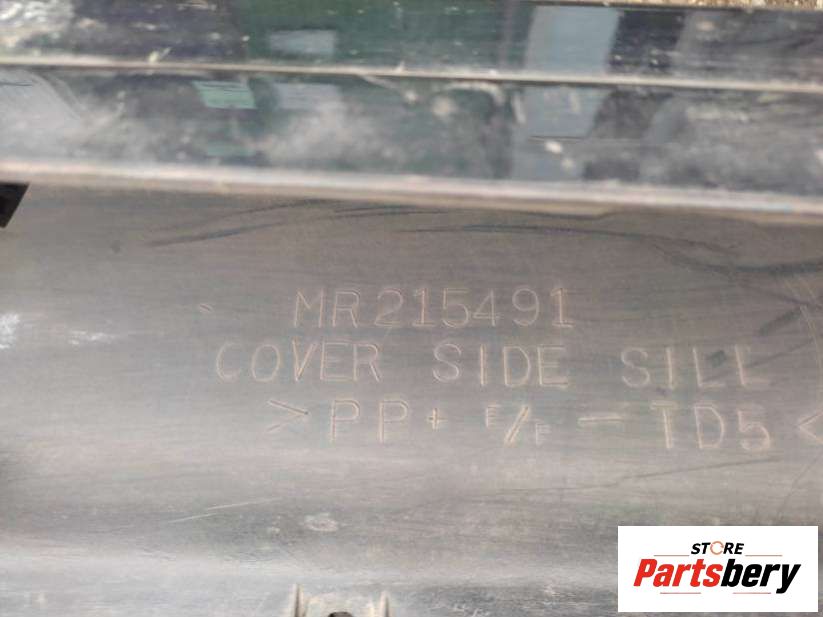 MR215491
COVER SIDE SILL
>PP+ E/F -TD5<
STORE
Partsbery